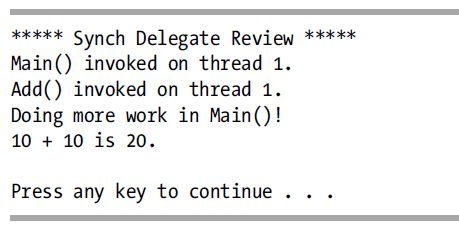 ***** Synch Delegate Review *****
Main() invoked on thread 1.
Add() invoked on thread 1.
Doing more work in Main()!
10 + 10 is 20.
Press any key to continue . . .